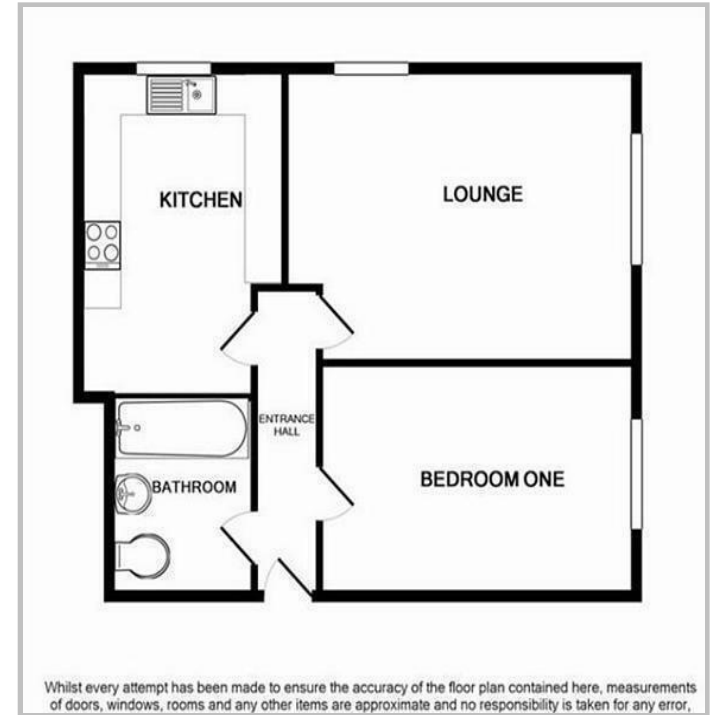 KITCHEN
LOUNGE
ENTRANCE
HALL
BEDROOM ONE
BATHROOM
Whilst every attempt has been made to ensure the accuracy of the floor plan contained here, measurements
of doors, windows, rooms and any other items are approximate and no responsibility is taken for any error,